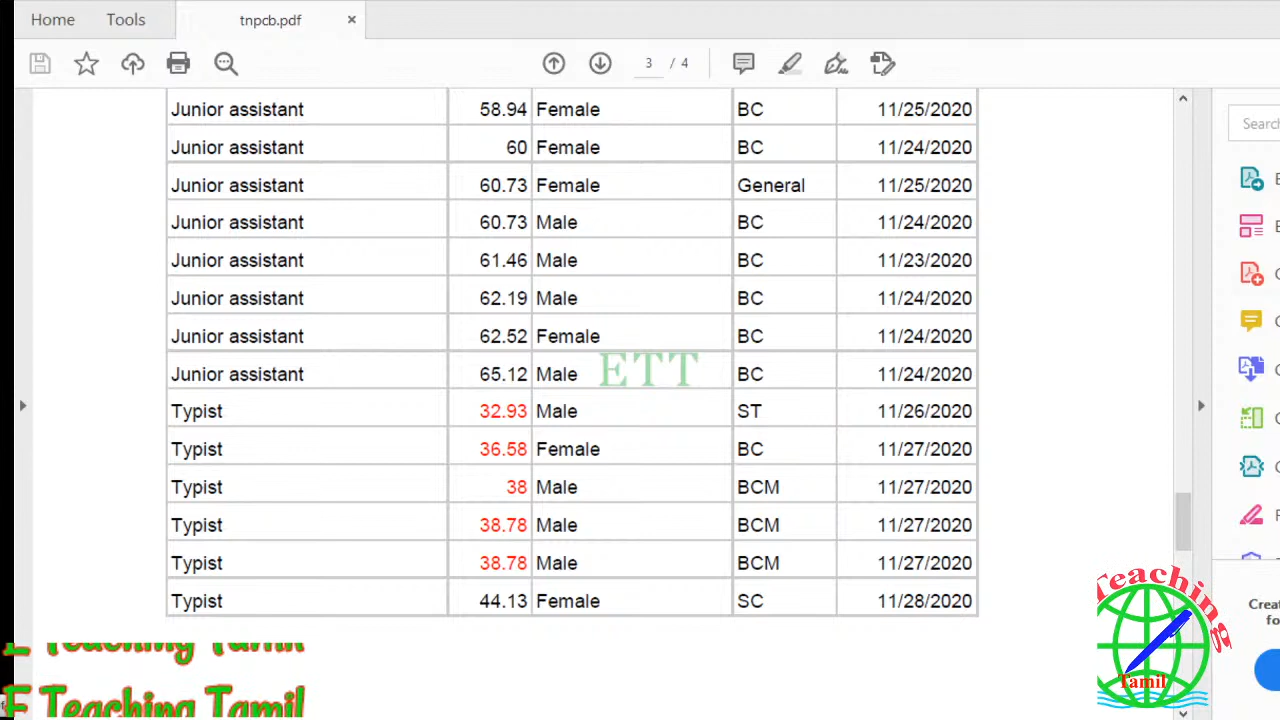 Home Tools tnpcb.pdf ×
3 / 4
Search
Junior assistant 58.94 Female BC 11/25/2020
Junior assistant 60 Female BC 11/24/2020
Junior assistant 60.73 Female General 11/25/2020
Junior assistant 60.73 Male BC 11/24/2020
Junior assistant 61.46 Male BC 11/23/2020
Junior assistant 62.19 Male BC 11/24/2020
Junior assistant 62.52 Female BC 11/24/2020
ETT
Junior assistant 65.12 Male BC 11/24/2020
Typist 32.93 Male ST 11/26/2020
Typist 36.58 Female BC 11/27/2020
Typist 38 Male BCM 11/27/2020
Typist 38.78 Male BCM 11/27/2020
Typist 38.78 Male BCM 11/27/2020
Typist 44.13 Female SC 11/28/2020
Teaching
Tamil
E Teaching Tamil
E Teaching Tamil